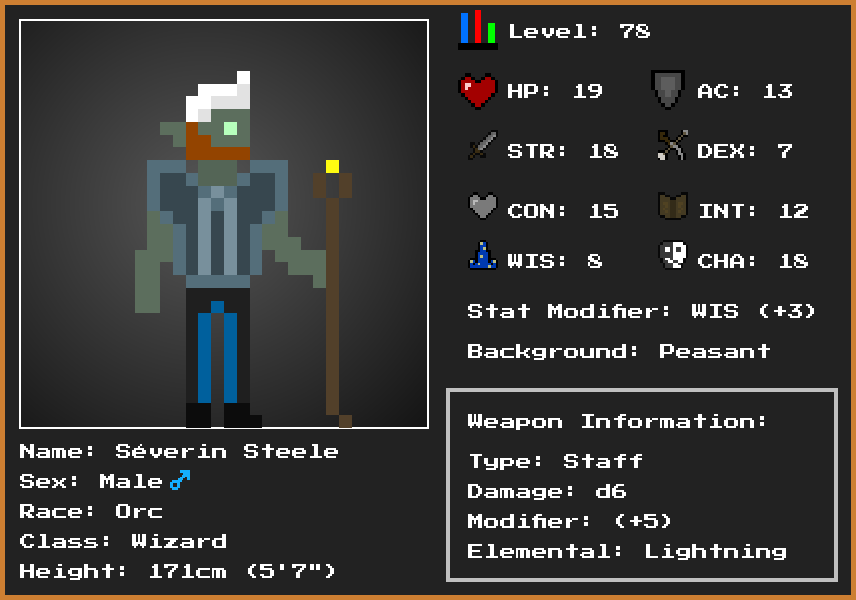 Level: 78
HP: 19
AC: 13
STR: 18
DEX: 7
CON: 15
INT: 12
WIS: 8
CHA: 18
Stat Modifier: WIS (+3)
Background: Peasant
Weapon Information:
Type: Staff
Damage: d6
Modifier: (+5)
Elemental: Lightning
Name: Séverin Steele
Sex: Male♂
Race: Orc
Class: Wizard
Height: 171cm (5'7")